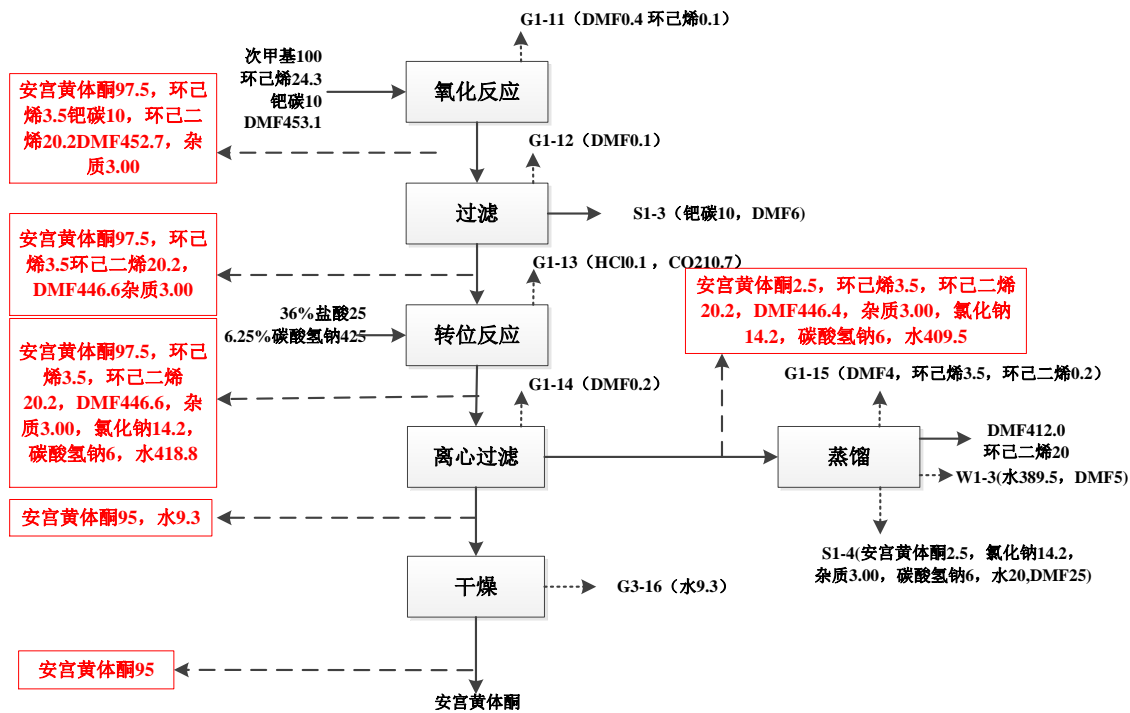 G1-11（DMF0.4 环己烯0.1）
次甲基100
环己烯24.3
钯碳10
DMF453.1
氧化反应
安宫黄体酮97.5，环己
烯3.5钯碳10，环己二
烯20.2DMF452.7，杂
质3.00
G1-12（DMF0.1）
过滤
S1-3（钯碳10，DMF6)
安宫黄体酮97.5，环己
烯3.5环己二烯20.2，
DMF446.6杂质3.00
G1-13（HCl0.1 ，CO210.7）
36%盐酸25
6.25%碳酸氢钠425
转位反应
安宫黄体酮2.5，环己烯3.5，环己二烯
20.2，DMF446.4，杂质3.00，氯化钠
14.2，碳酸氢钠6，水409.5
安宫黄体酮97.5，环己
烯3.5，环己二烯
20.2，DMF446.6，杂
质3.00，氯化钠14.2，
碳酸氢钠6，水418.8
G1-14（DMF0.2）
G1-15（DMF4，环己烯3.5，环己二烯0.2）
离心过滤
蒸馏
DMF412.0
环己二烯20
W1-3(水389.5，DMF5)
安宫黄体酮95，水9.3
S1-4(安宫黄体酮2.5，氯化钠14.2，
杂质3.00，碳酸氢钠6，水20,DMF25)
干燥
G3-16（水9.3）
安宫黄体酮95
安宫黄体酮